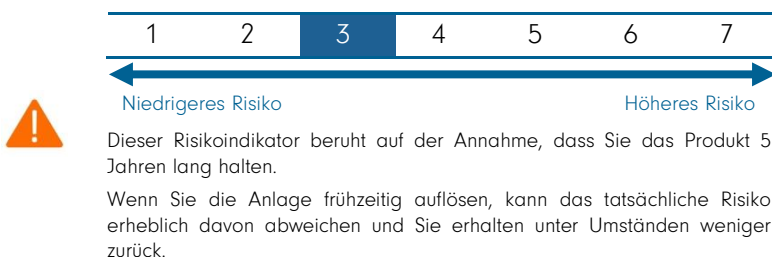 1 2 3 4 5 6 7
Niedrigeres Risiko Höheres Risiko
Dieser Risikoindikator beruht auf der Annahme, dass Sie das Produkt 5
Jahren lang halten.
Wenn Sie die Anlage frühzeitig auflösen, kann das tatsächliche Risiko
erheblich davon abweichen und Sie erhalten unter Umständen weniger
zurück.